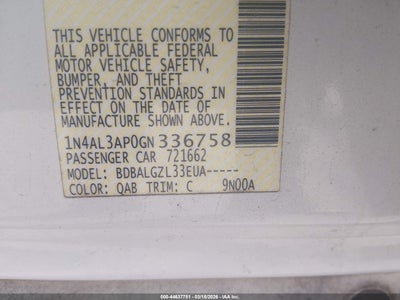 THIS VEHICLE CONFORMS TO
ALL APPLICABLE FEDERAL
MOTOR VEHICLE SAFETY,
BUMPER, AND THEFT
PREVENTION STANDARDS IN
EFFECT ON THE DATE OF
MANUFACTURE SHOWN ABOVE.
1N4AL3AP0GN336758
PASSENGER CAR 721662
MODEL: BDBALGZL33EUA-----
COLOR: QAB TRIM: C 9N00A
000-44637751 - 03/18/2026 - IAA